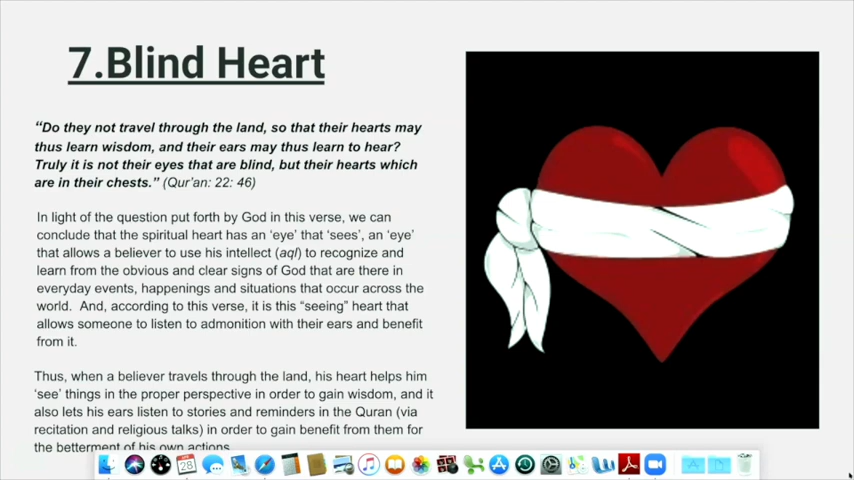 7.Blind Heart
“Do they not travel through the land, so that their hearts may
thus learn wisdom, and their ears may thus learn to hear?
Truly it is not their eyes that are blind, but their hearts which
are in their chests.” (Qur’an: 22: 46)
In light of the question put forth by God in this verse, we can
conclude that the spiritual heart has an ‘eye’ that ‘sees’, an ‘eye’
that allows a believer to use his intellect (aql) to recognize and
learn from the obvious and clear signs of God that are there in
everyday events, happenings and situations that occur across the
world.  And, according to this verse, it is this “seeing” heart that
allows someone to listen to admonition with their ears and benefit
from it.
Thus, when a believer travels through the land, his heart helps him
‘see’ things in the proper perspective in order to gain wisdom, and it
also lets his ears listen to stories and reminders in the Quran (via
recitation and religious talks) in order to gain benefit from them for
the betterment of his own actions.
28